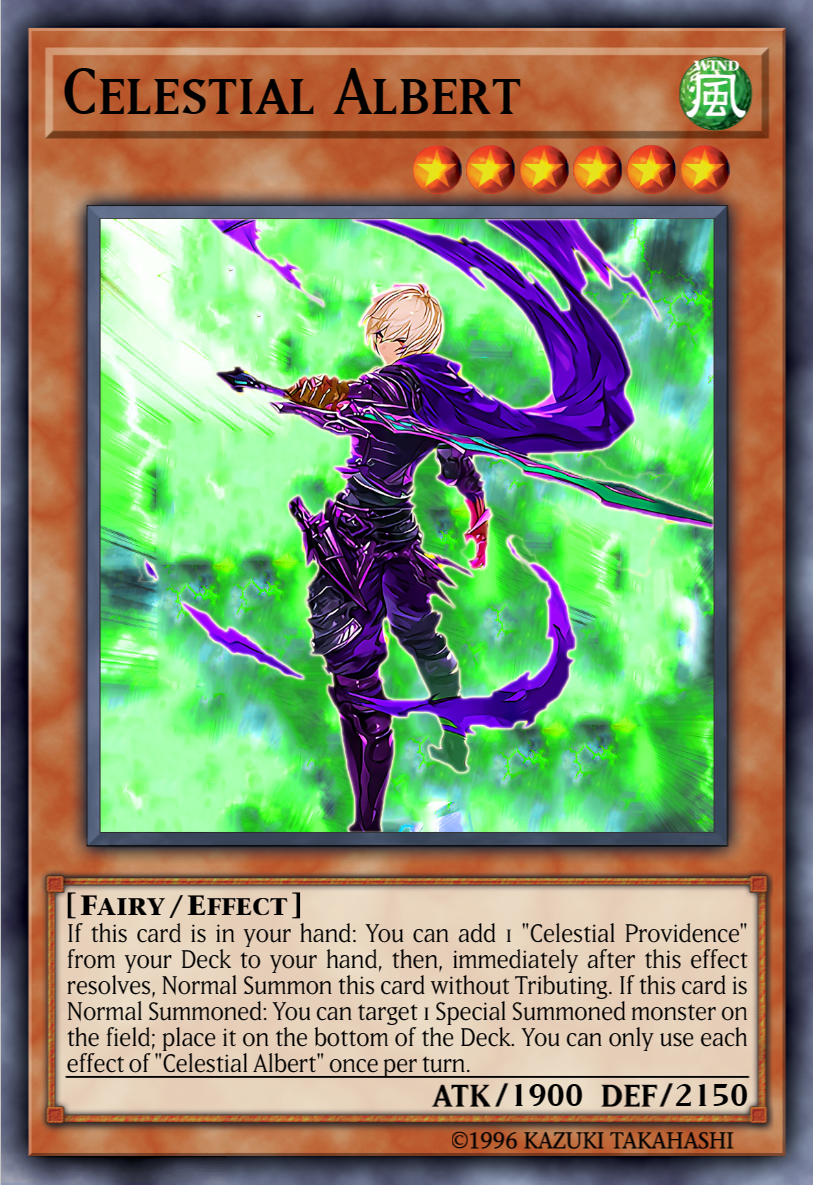 Celestial Albert
WIND
風
[ Fairy / Effect ]
If this card is in your hand: You can add 1 "Celestial Providence"
from your Deck to your hand, then, immediately after this effect
resolves, Normal Summon this card without Tributing. If this card is
Normal Summoned: You can target 1 Special Summoned monster on
the field; place it on the bottom of the Deck. You can only use each
effect of "Celestial Albert" once per turn.
ATK/1900 DEF/2150
©1996 KAZUKI TAKAHASHI